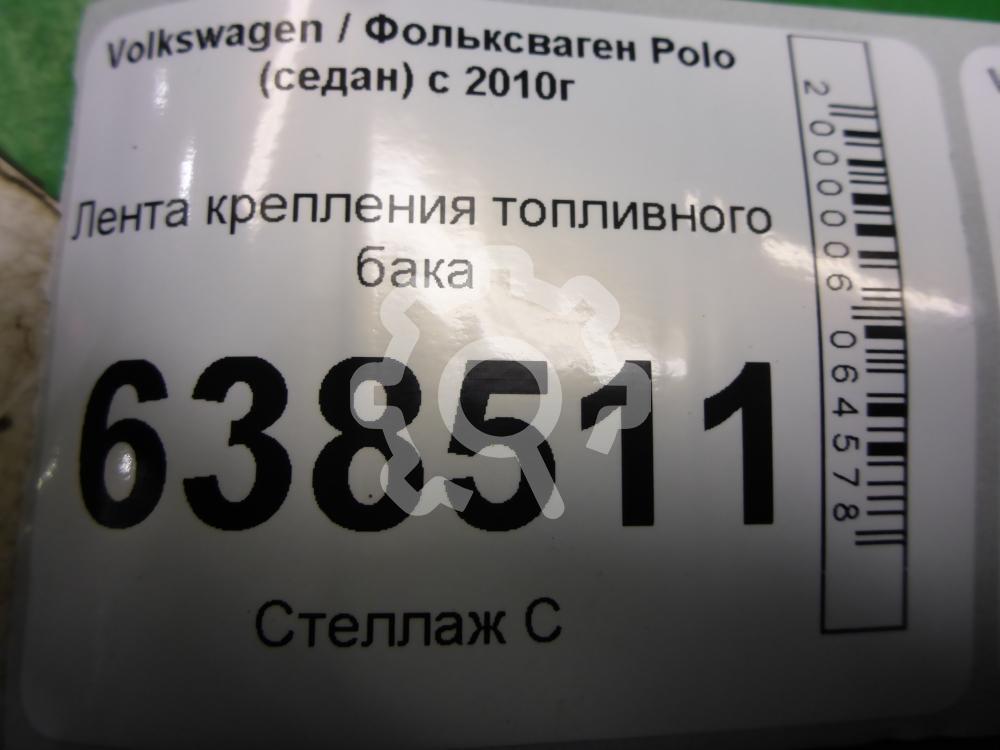 Volkswagen / Фольксваген Polo
(седан) с 2010г
Лента крепления топливного
бака
638511
Стеллаж С
2000006064578